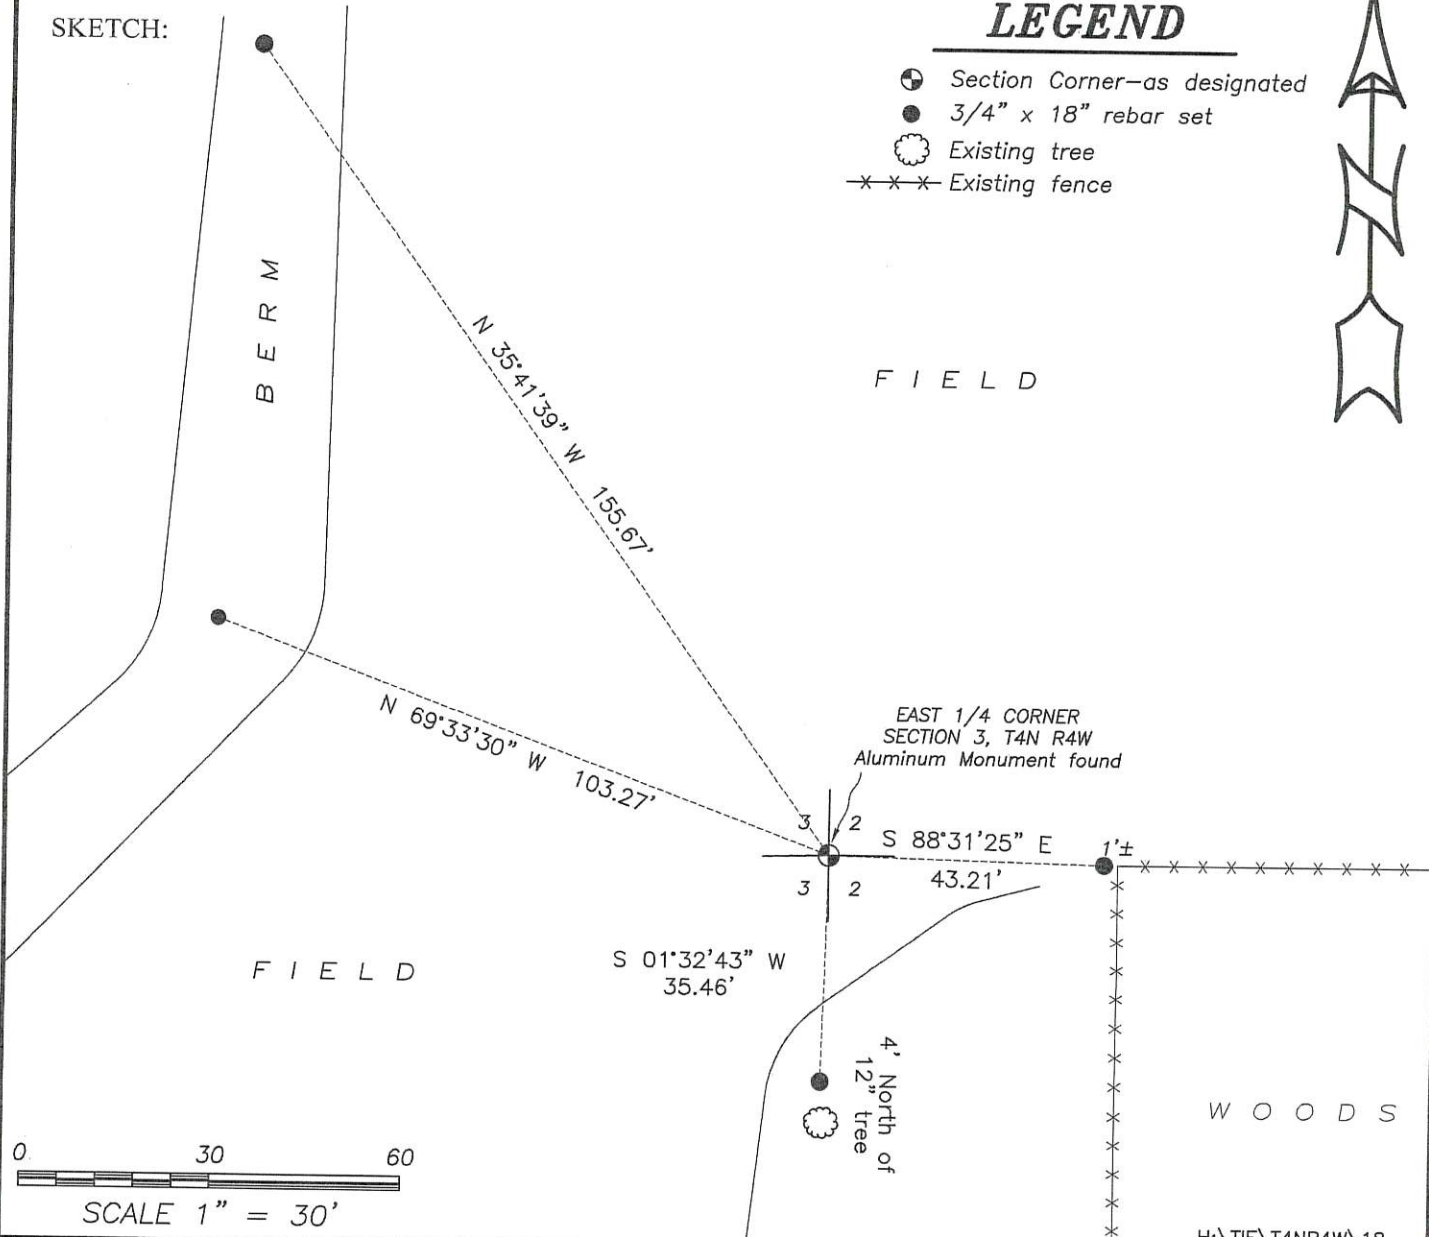 SKETCH:
LEGEND
Section Corner-as designated
3/4" x 18" rebar set
Existing tree
Existing fence
N
BERM
N 35°41'39" W 155.67'
FIELD
N 69°33'30" W 103.27'
EAST 1/4 CORNER
SECTION 3, T4N R4W
Aluminum Monument found
3 2
S 88°31'25" E
1'±
3 2
43.21'
FIELD
S 01°32'43" W
35.46'
4' North of
12" tree
WOODS
0 30 60
SCALE 1" = 30'